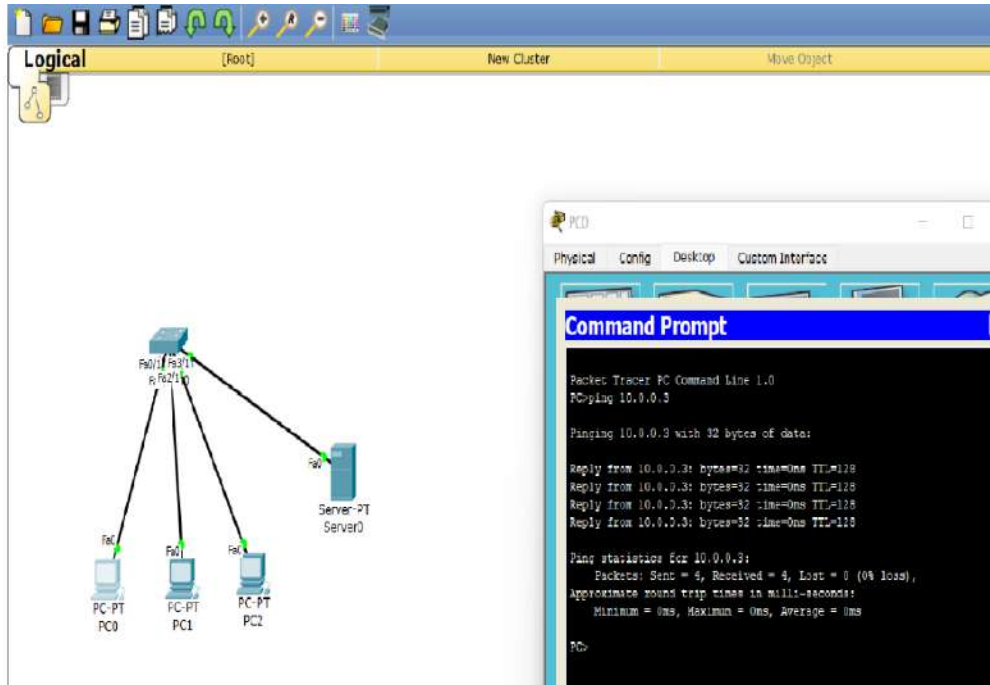 Logical [Root] New Cluster Move Object
PC0
Physical Config Desktop Custom Interface
Command Prompt
Packet Tracer PC Command Line 1.0
PC>ping 10.0.0.3
Pinging 10.0.0.3 with 32 bytes of data:
Reply from 10.0.0.3: bytes=32 time=0ms TTL=128
Reply from 10.0.0.3: bytes=32 time=0ms TTL=128
Reply from 10.0.0.3: bytes=32 time=0ms TTL=128
Reply from 10.0.0.3: bytes=32 time=0ms TTL=128
Ping statistics for 10.0.0.3:
Packets: Sent = 4, Received = 4, Lost = 0 (0% loss),
Approximate round trip times in milli-seconds:
Minimum = 0ms, Maximum = 0ms, Average = 0ms
PC>
Fa0/1 Fa3/1
Fa2/1
Fa0
Server-PT
Server0
Fa0 Fa0 Fa0
PC-PT PC-PT PC-PT
PC0 PC1 PC2